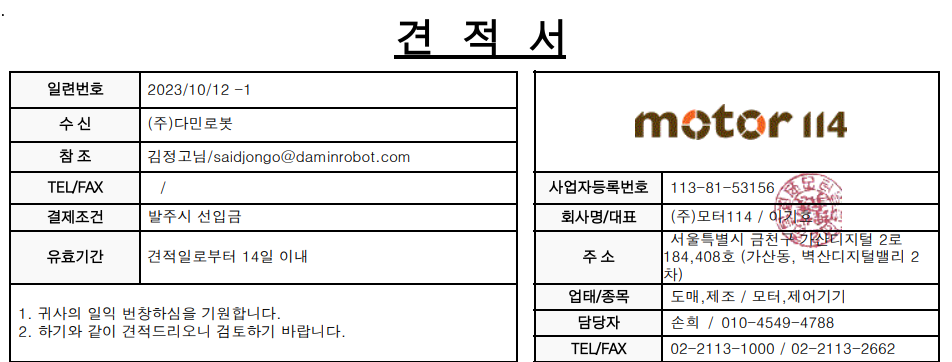 견 적 서
일련번호 2023/10/12 -1
수 신 (주)다민로봇
참 조 김정고님/saidjongo@daminrobot.com
TEL/FAX /
결제조건 발주시 선입금
유효기간 견적일로부터 14일 이내
1. 귀사의 일익 번창하심을 기원합니다.
2. 하기와 같이 견적드리오니 검토하기 바랍니다.
motor 114
사업자등록번호 113-81-53156
회사명/대표 (주)모터114 /
주 소 서울특별시 금천구 가산디지털 2로
184,408호 (가산동, 벽산디지털밸리 2
차)
업태/종목 도매,제조 / 모터,제어기기
담당자 손희 / 010-4549-4788
TEL/FAX 02-2113-1000 / 02-2113-2662